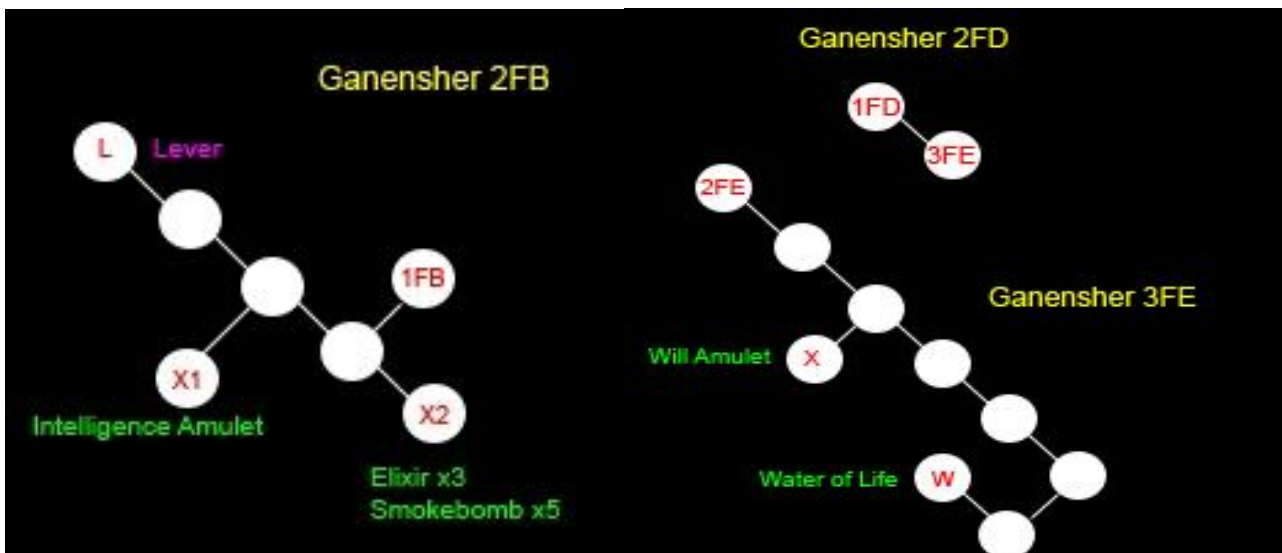 Ganensher 2FB
L
Lever
1FB
X1
Intelligence Amulet
X2
Elixir x3
Smokebomb x5
Ganensher 2FD
1FD
3FE
2FE
Ganensher 3FE
Will Amulet
X
Water of Life
W